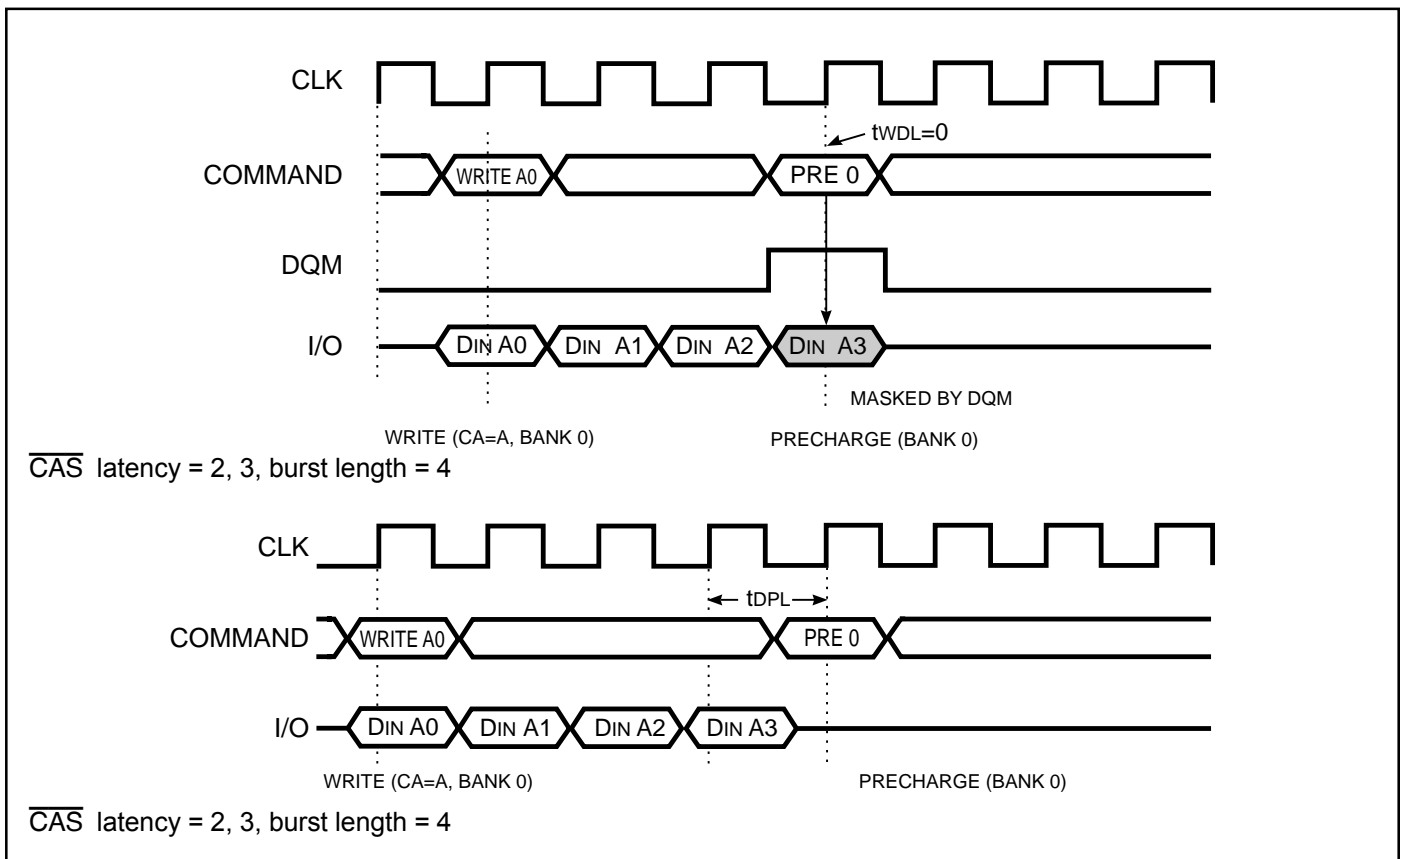 CLK
tWDL=0
COMMAND WRITE A0 PRE 0
DQM
I/O DIN A0 DIN A1 DIN A2 DIN A3
MASKED BY DQM
WRITE (CA=A, BANK 0) PRECHARGE (BANK 0)
CAS latency = 2, 3, burst length = 4
CLK
tDPL
COMMAND WRITE A0 PRE 0
I/O DIN A0 DIN A1 DIN A2 DIN A3
WRITE (CA=A, BANK 0) PRECHARGE (BANK 0)
CAS latency = 2, 3, burst length = 4